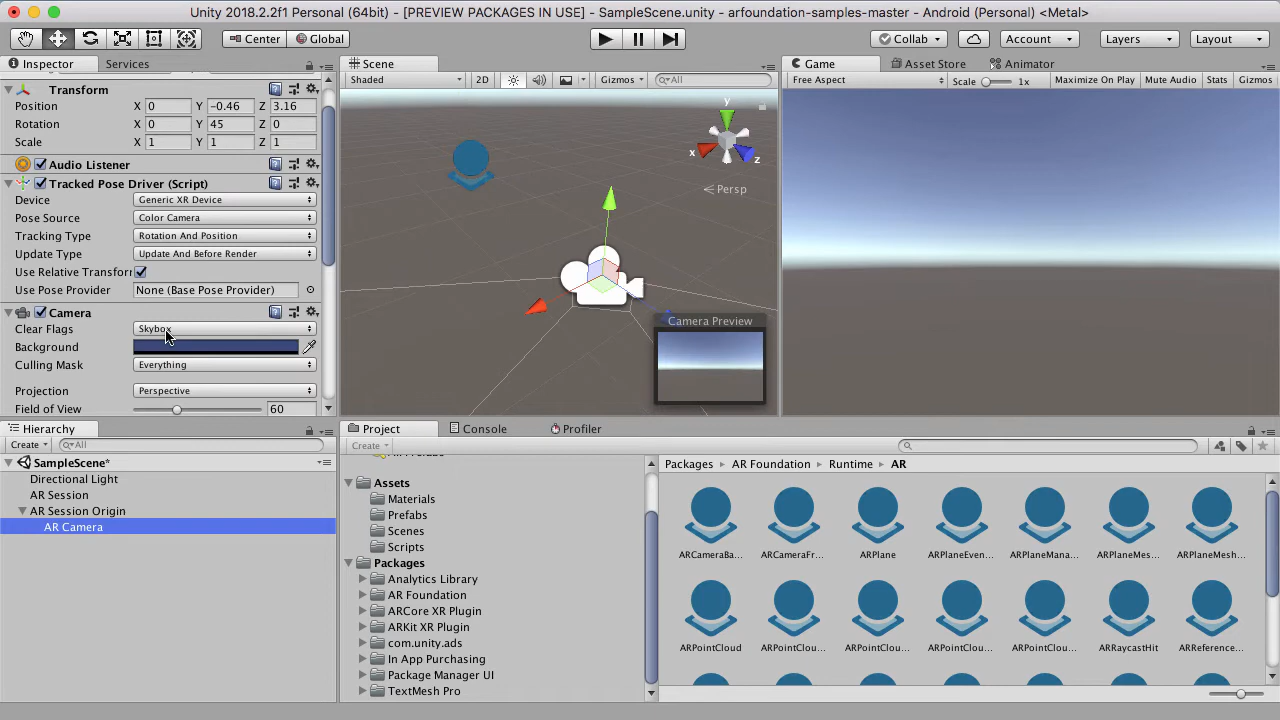 Unity 2018.2.2f1 Personal (64bit) - [PREVIEW PACKAGES IN USE] - SampleScene.unity - arfoundation-samples-master - Android (Personal) <Metal>
Center Global Collab Account Layers Layout
Inspector Services
Transform
Position X 0 Y -0.46 Z 3.16
Rotation X 0 Y 45 Z 0
Scale X 1 Y 1 Z 1
Audio Listener
Tracked Pose Driver (Script)
Device Generic XR Device
Pose Source Color Camera
Tracking Type Rotation And Position
Update Type Update And Before Render
Use Relative Transfor
Use Pose Provider None (Base Pose Provider)
Camera
Clear Flags Skybox
Background
Culling Mask Everything
Projection Perspective
Field of View 60
Scene
Shaded 2D Gizmos All
y
x
z
Persp
Camera Preview
Game Asset Store Animator
Free Aspect Scale 1x Maximize On Play Mute Audio Stats Gizmos
Hierarchy
Create All
SampleScene*
Directional Light
AR Session
AR Session Origin
AR Camera
Project Console Profiler
Create
Assets
Materials
Prefabs
Scenes
Scripts
Packages
Analytics Library
AR Foundation
ARCore XR Plugin
ARKit XR Plugin
com.unity.ads
In App Purchasing
Package Manager UI
TextMesh Pro
Packages AR Foundation Runtime AR
ARCameraBa... ARCameraFr... ARPlane ARPlaneEven... ARPlaneMana... ARPlaneMes... ARPlaneMesh...
ARPointCloud ARPointClou... ARPointClou... ARPointClou... ARPointClou... ARRaycastHit ARReference...